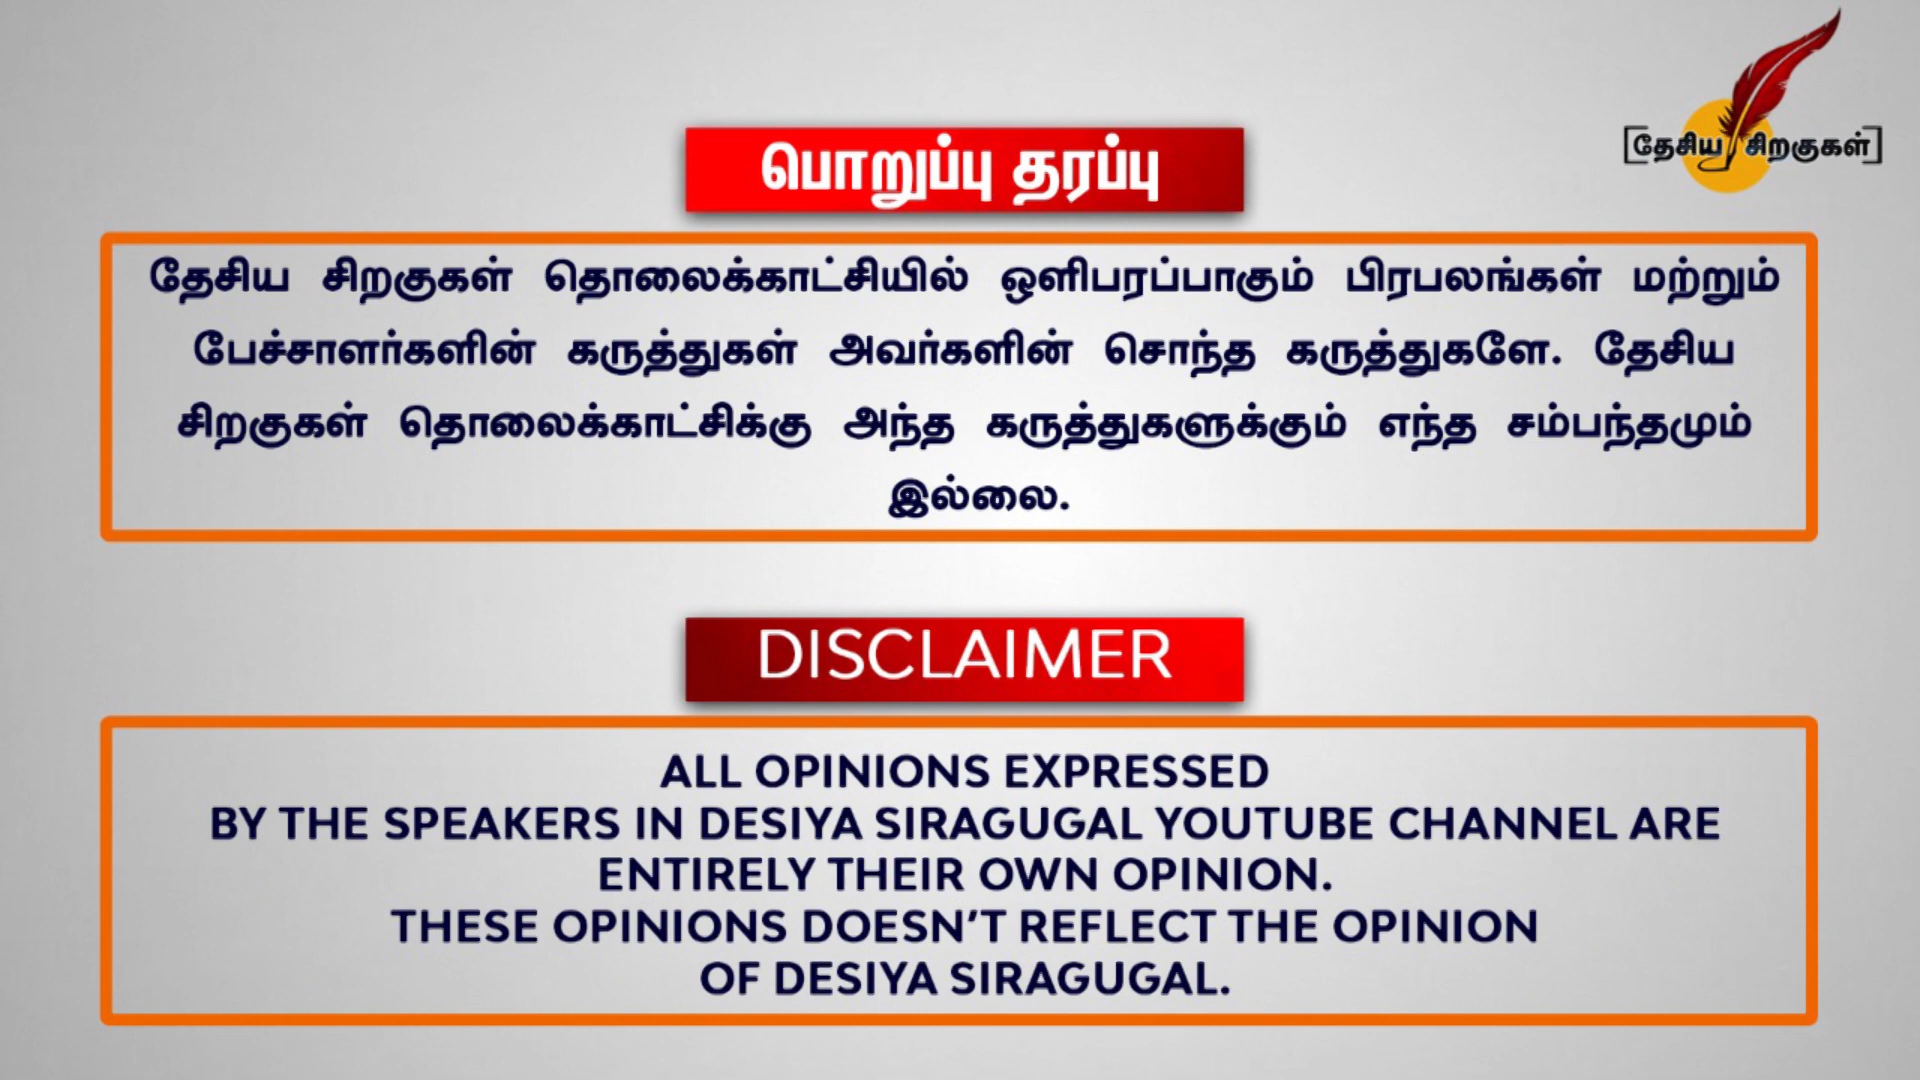 [தேசிய சிறகுகள்]
பொறுப்பு தரப்பு
தேசிய சிறகுகள் தொலைக்காட்சியில் ஒளிபரப்பாகும் பிரபலங்கள் மற்றும்
பேச்சாளர்களின் கருத்துகள் அவர்களின் சொந்த கருத்துகளே. தேசிய
சிறகுகள் தொலைக்காட்சிக்கு அந்த கருத்துகளுக்கும் எந்த சம்பந்தமும்
இல்லை.
DISCLAIMER
ALL OPINIONS EXPRESSED
BY THE SPEAKERS IN DESIYA SIRAGUGAL YOUTUBE CHANNEL ARE
ENTIRELY THEIR OWN OPINION.
THESE OPINIONS DOESN'T REFLECT THE OPINION
OF DESIYA SIRAGUGAL.